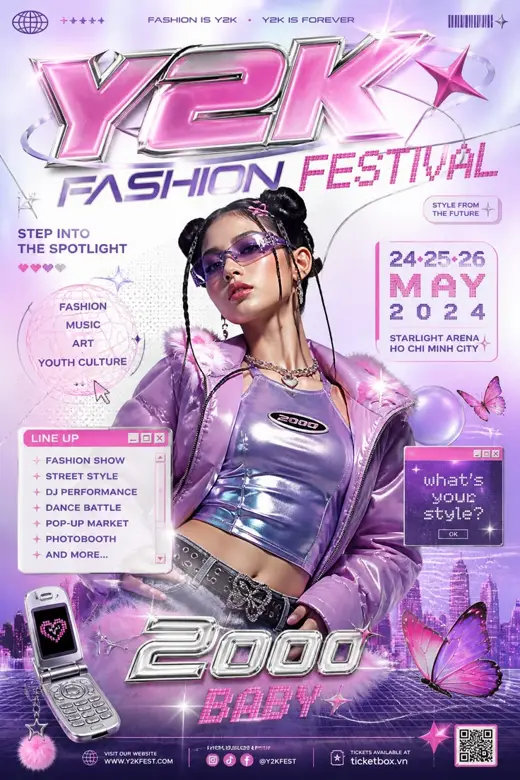 FASHION IS Y2K • Y2K IS FOREVER
Y2K
FASHION FESTIVAL
STYLE FROM
THE FUTURE
STEP INTO
THE SPOTLIGHT
24•25•26
MAY
2024
STARLIGHT ARENA
HO CHI MINH CITY
FASHION
MUSIC
ART
YOUTH CULTURE
2000
LINE UP
FASHION SHOW
STREET STYLE
DJ PERFORMANCE
DANCE BATTLE
POP-UP MARKET
PHOTOBOOTH
AND MORE...
what's
your
style?
OK
2000
BABY
VISIT OUR WEBSITE
WWW.Y2KFEST.COM
@Y2KFEST
TICKETS AVAILABLE AT
ticketbox.vn